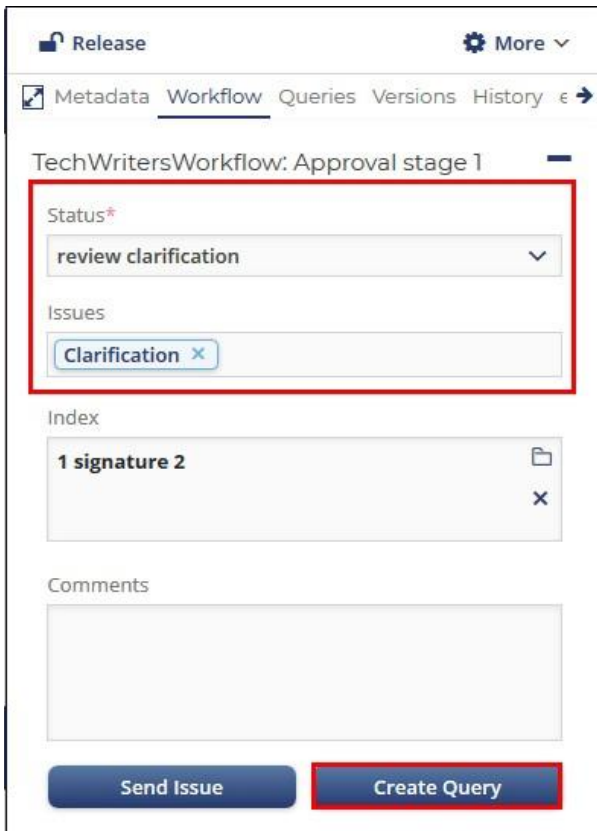 Release More
Metadata Workflow Queries Versions History e
TechWritersWorkflow: Approval stage 1
Status*
review clarification
Issues
Clarification ×
Index
1 signature 2
Comments
Send Issue Create Query